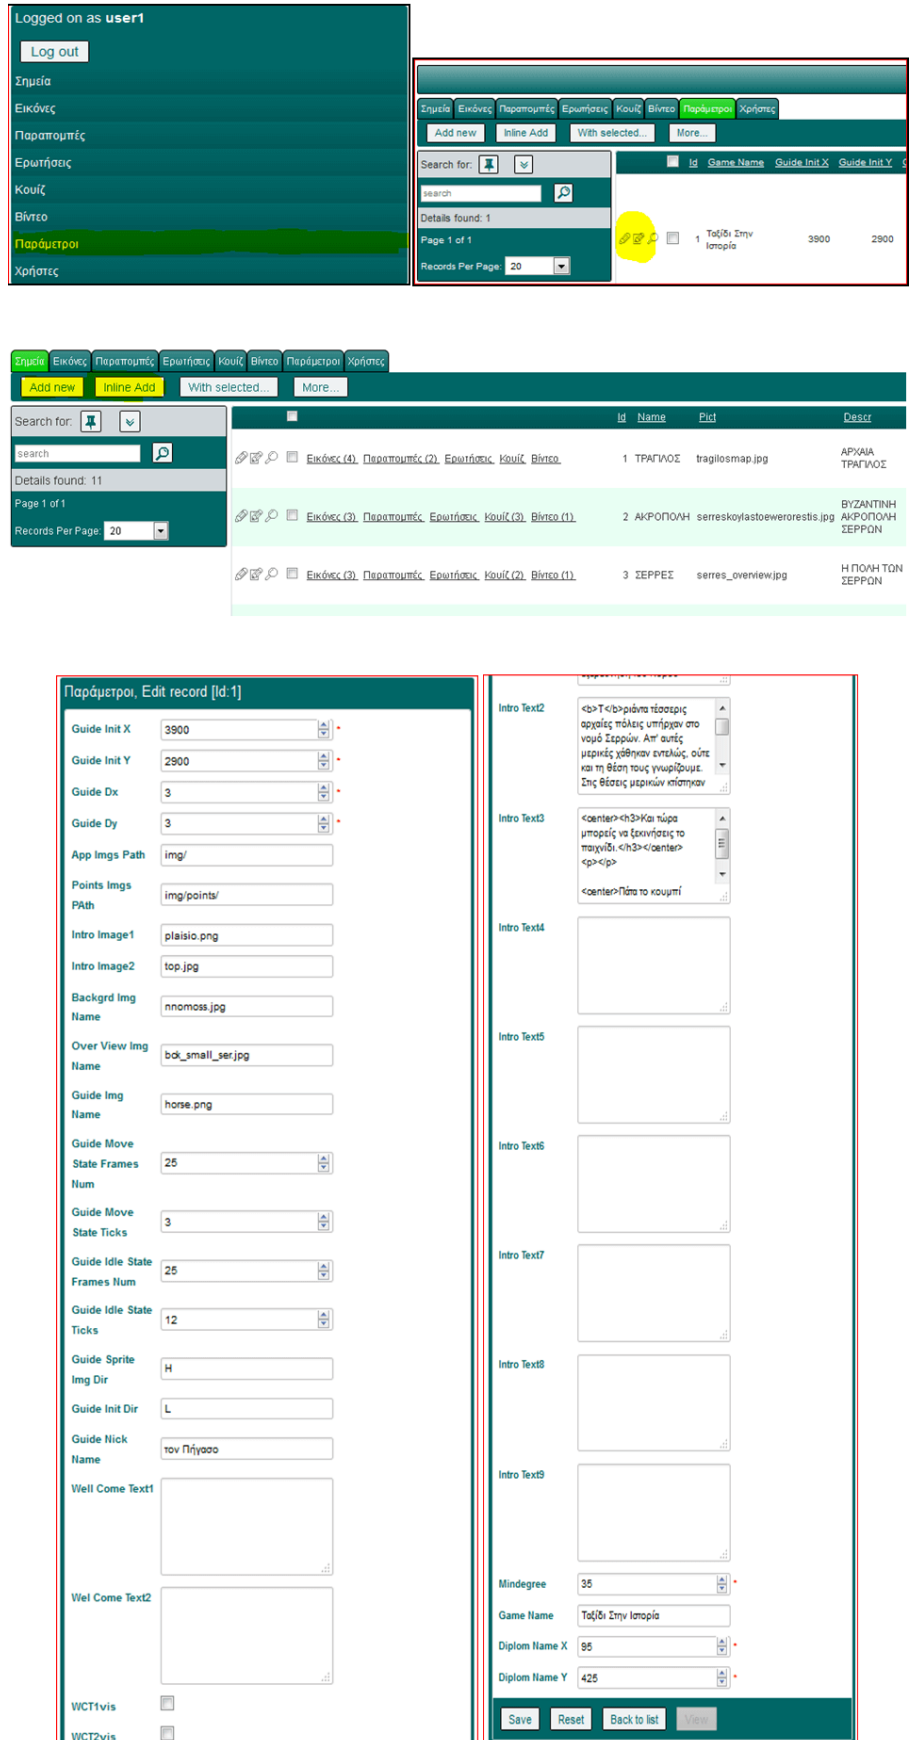 Logged on as user1
Log out
Σημεία
Εικόνες
Παραπομπές
Ερωτήσεις
Κουίζ
Βίντεο
Παράμετροι
Χρήστες
Σημεία Εικόνες Παραπομπές Ερωτήσεις Κουίζ Βίντεο Παράμετροι Χρήστες
Add new Inline Add With selected... More...
Search for:
search
Details found: 1
Page 1 of 1
Records Per Page: 20
Id Game Name Guide Init X Guide Init Y
1 Ταξίδι Στην Ιστορία 3900 2900
Σημεία Εικόνες Παραπομπές Ερωτήσεις Κουίζ Βίντεο Παράμετροι Χρήστες
Add new Inline Add With selected... More...
Search for:
search
Details found: 11
Page 1 of 1
Records Per Page: 20
Id Name Pict Descr
Εικόνες (4) Παραπομπές (2) Ερωτήσεις Κουίζ Βίντεο 1 ΤΡΑΓΙΛΟΣ tragilosmap.jpg ΑΡΧΑΙΑ ΤΡΑΓΙΛΟΣ
Εικόνες (3) Παραπομπές Ερωτήσεις Κουίζ (3) Βίντεο (1) 2 ΑΚΡΟΠΟΛΗ serreskoylastoewerorestis.jpg ΒΥΖΑΝΤΙΝΗ ΑΚΡΟΠΟΛΗ ΣΕΡΡΩΝ
Εικόνες (3) Παραπομπές Ερωτήσεις Κουίζ (2) Βίντεο (1) 3 ΣΕΡΡΕΣ serres_overview.jpg Η ΠΟΛΗ ΤΩΝ ΣΕΡΡΩΝ
Παράμετροι, Edit record [Id:1]
Guide Init X 3900 *
Guide Init Y 2900 *
Guide Dx 3 *
Guide Dy 3 *
App Imgs Path img/
Points Imgs PAth img/points/
Intro Image1 plaisio.png
Intro Image2 top.jpg
Backgrd Img Name nnomoss.jpg
Over View Img Name bck_small_ser.jpg
Guide Img Name horse.png
Guide Move State Frames Num 25
Guide Move State Ticks 3
Guide Idle State Frames Num 25
Guide Idle State Ticks 12
Guide Sprite Img Dir H
Guide Init Dir L
Guide Nick Name τον Πήγασο
Well Come Text1
Wel Come Text2
WCT1vis
WCT2vis
Intro Text2
<b>Τ</b>ριάντα τέσσερις
αρχαίες πόλεις υπήρχαν στο
νομό Σερρών. Απ' αυτές
μερικές χάθηκαν εντελώς, ούτε
και τη θέση τους γνωρίζουμε.
Στις θέσεις μερικών κτίστηκαν
Intro Text3
<center><h3>Και τώρα
μπορείς να ξεκινήσεις το
παιχνίδι.</h3></center>
<p></p>
<center>Πάτα το κουμπί
Intro Text4
Intro Text5
Intro Text6
Intro Text7
Intro Text8
Intro Text9
Mindegree 35 *
Game Name Ταξίδι Στην Ιστορία
Diplom Name X 95 *
Diplom Name Y 425 *
Save Reset Back to list View